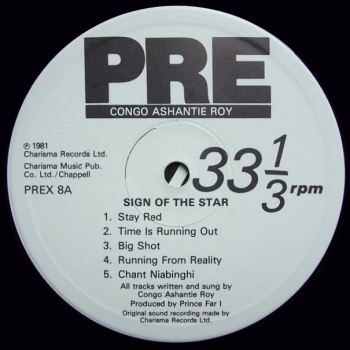 PRE
CONGO ASHANTIE ROY
℗ 1981
Charisma Records Ltd.
Charisma Music Pub.
Co. Ltd./Chappell
PREX 8A
33 1/3 rpm
SIGN OF THE STAR
1. Stay Red
2. Time Is Running Out
3. Big Shot
4. Running From Reality
5. Chant Niabinghi
All tracks written and sung by
Congo Ashantie Roy
Produced by Prince Far I
Original sound recording made by
Charisma Records Ltd.